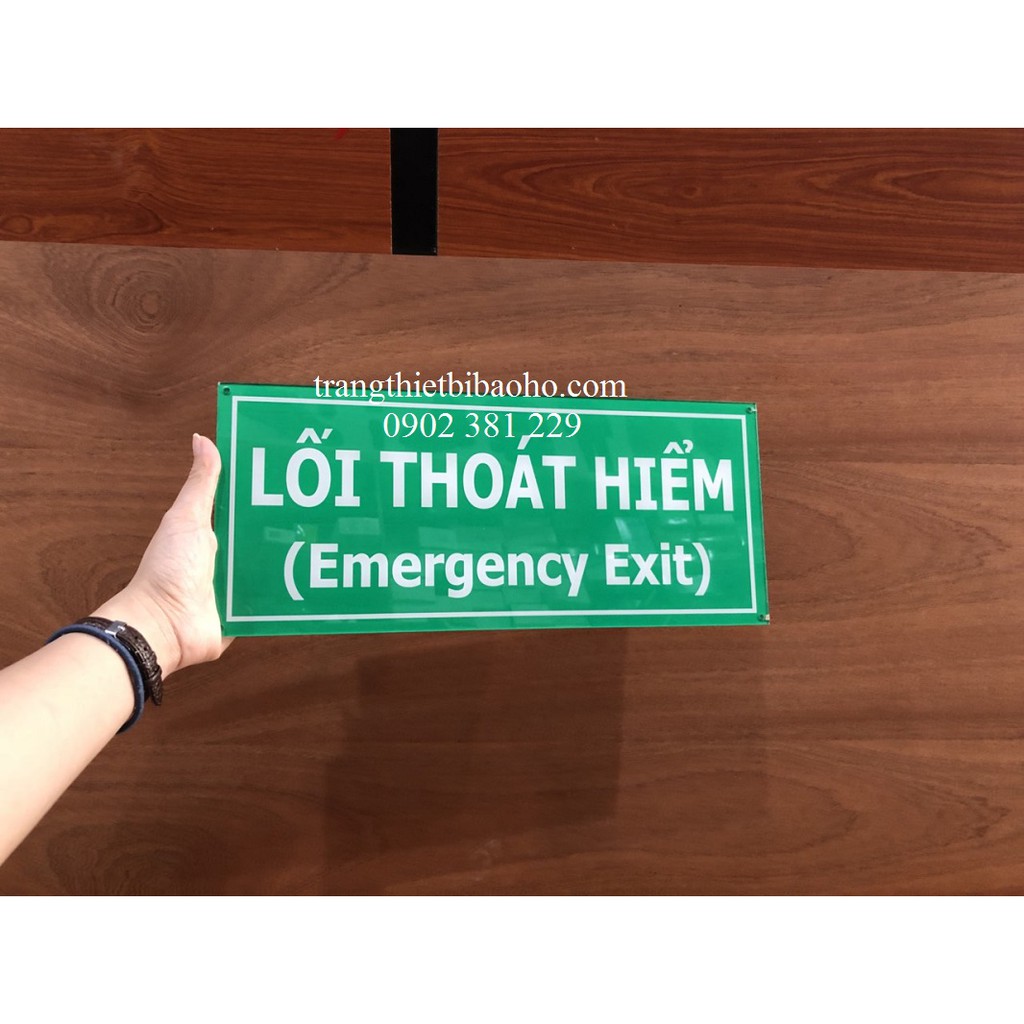 trangthietbibaoho.com
0902 381 229
LỐI THOÁT HIỂM
(Emergency Exit)